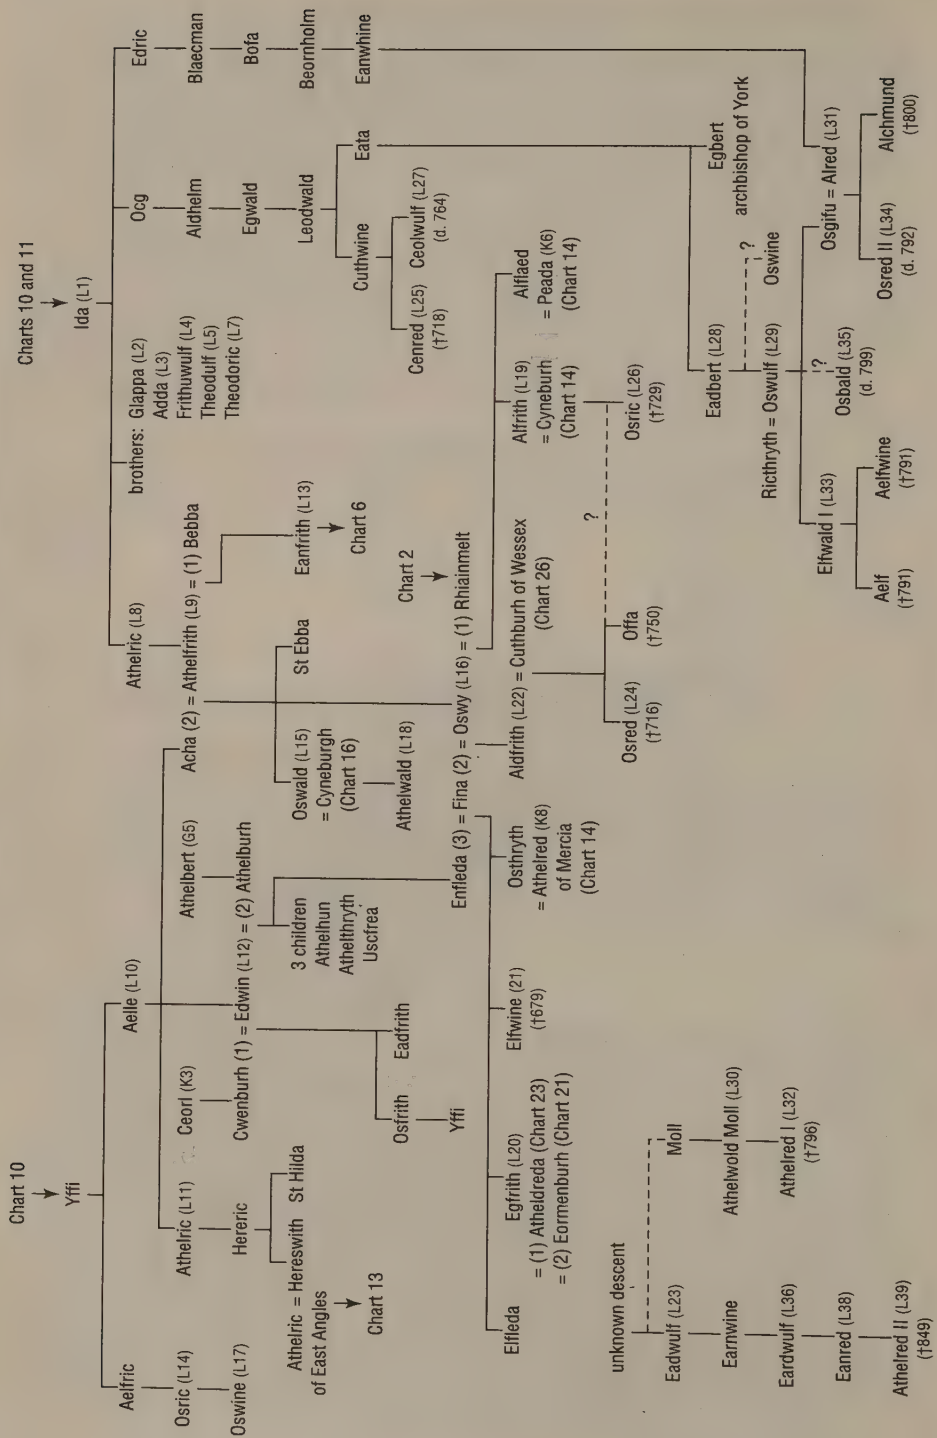 Chart 10
Yffi
Aelfric
Osric (L14)
Oswine (L17)
Aelle (L10)
Athelric (L11)
Hereric
Athelric = Hereswith
of East Angles
Chart 13
St Hilda
Ceorl (K3)
Cwenburh (1) = Edwin (L12) = (2) Athelburh
Athelbert (G5)
Osfrith
Yffi
Eadfrith
3 children
Athelhun
Athelthryth
Uscfrea
Charts 10 and 11
Ida (L1)
Athelric (L8)
Acha (2) = Athelfrith (L9) = (1) Bebba
brothers: Glappa (L2)
Adda (L3)
Frithuwulf (L4)
Theodulf (L5)
Theodoric (L7)
Ocg
Aldhelm
Egwald
Leodwald
Cuthwine
Eata
Cenred (L25)
(†718)
Ceolwulf (L27)
(d. 764)
Edric
Blaecman
Bofa
Beornholm
Eanwhine
Eanfrith (L13)
Chart 6
Oswald (L15)
= Cyneburgh
(Chart 16)
Athelwald (L18)
St Ebba
Chart 2
Enfleda (3) = Fina (2) = Oswy (L16) = (1) Rhiainmelt
Elfleda
Egfrith (L20)
= (1) Atheldreda (Chart 23)
= (2) Eormenburh (Chart 21)
Elfwine (21)
(†679)
Osthryth
= Athelred (K8)
of Mercia
(Chart 14)
Aldfrith (L22) = Cuthburh of Wessex
(Chart 26)
Alfrith (L19)
= Cyneburh
(Chart 14)
Alflaed
= Peada (K6)
(Chart 14)
Osred (L24)
(†716)
Offa
(†750)
?
Osric (L26)
(†729)
Eadbert (L28)
Egbert
archbishop of York
?
Oswine
Ricthryth = Oswulf (L29)
Elfwald I (L33)
Aelf
(†791)
Aelfwine
(†791)
?
Osbald (L35)
(d. 799)
Osgifu = Alred (L31)
Osred II (L34)
(d. 792)
Alchmund
(†800)
unknown descent
Eadwulf (L23)
Earnwine
Eardwulf (L36)
Eanred (L38)
Athelred II (L39)
(†849)
Moll
Athelwold Moll (L30)
Athelred I (L32)
(†796)